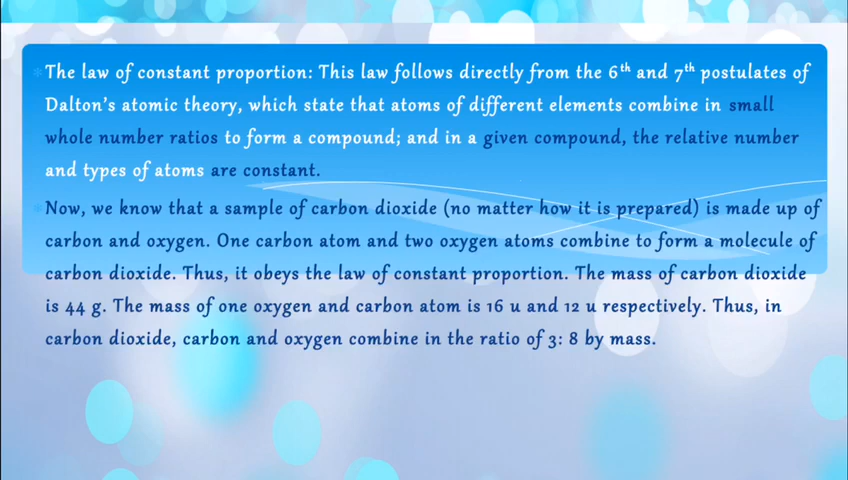 *The law of constant proportion: This law follows directly from the 6th and 7th postulates of
Dalton's atomic theory, which state that atoms of different elements combine in small
whole number ratios to form a compound; and in a given compound, the relative number
and types of atoms are constant.
*Now, we know that a sample of carbon dioxide (no matter how it is prepared) is made up of
carbon and oxygen. One carbon atom and two oxygen atoms combine to form a molecule of
carbon dioxide. Thus, it obeys the law of constant proportion. The mass of carbon dioxide
is 44 g. The mass of one oxygen and carbon atom is 16 u and 12 u respectively. Thus, in
carbon dioxide, carbon and oxygen combine in the ratio of 3: 8 by mass.